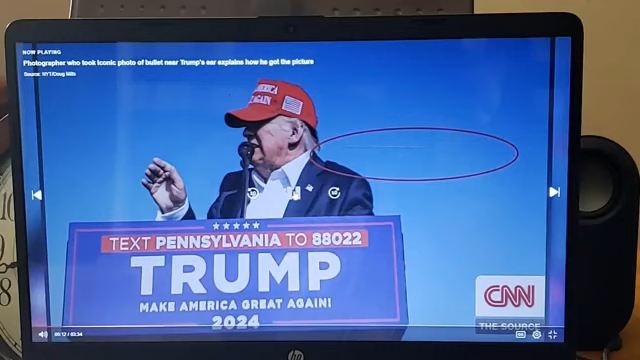 NOW PLAYING
Photographer who took iconic photo of bullet near Trump's ear explains how he got the picture
Source: NYT/Doug Mills
AMERICA
AGAIN
TEXT PENNSYLVANIA TO 88022
TRUMP
MAKE AMERICA GREAT AGAIN!
2024
CNN
THE SOURCE
00:12 / 03:34
hp